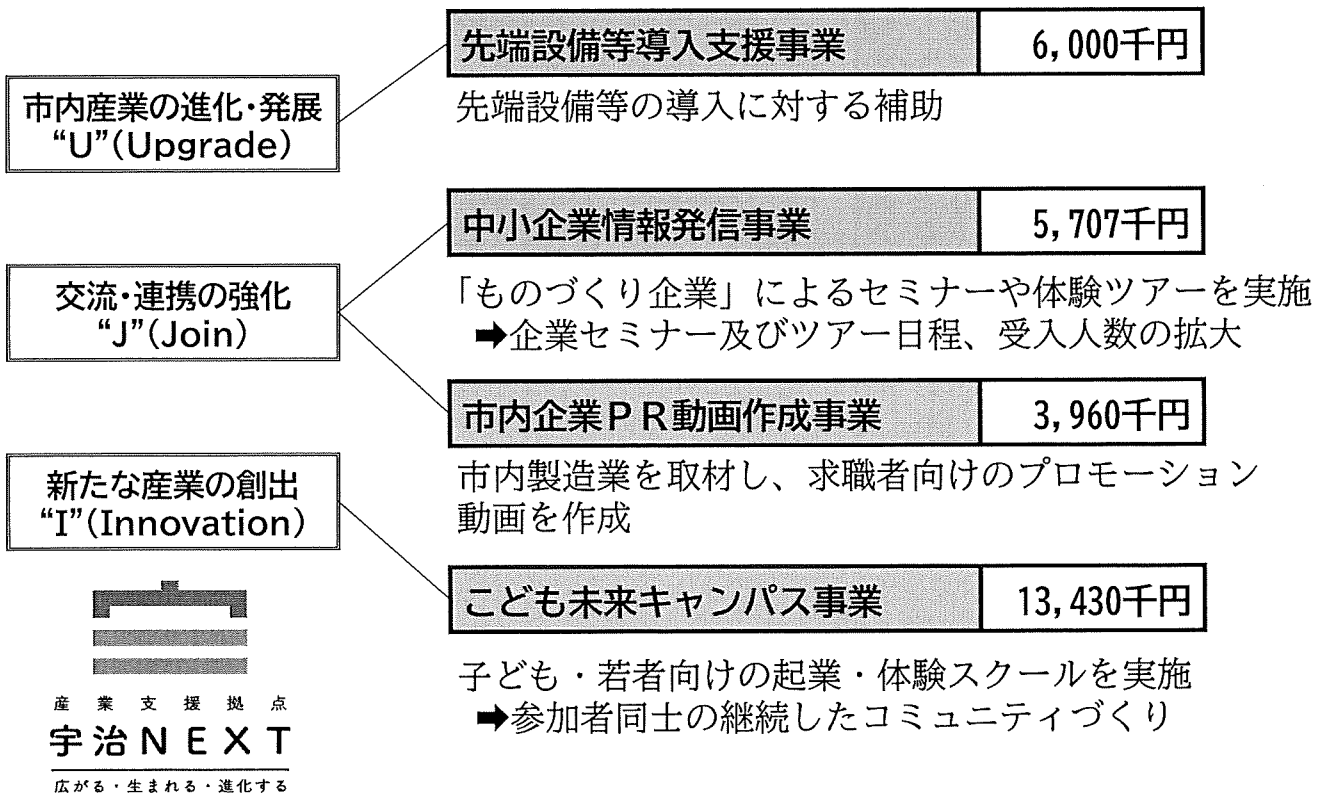 市内産業の進化・発展
“U”(Upgrade)
先端設備等導入支援事業 6,000千円
先端設備等の導入に対する補助
交流・連携の強化
“J”(Join)
中小企業情報発信事業 5,707千円
「ものづくり企業」によるセミナーや体験ツアーを実施
➡企業セミナー及びツアー日程、受入人数の拡大
市内企業PR動画作成事業 3,960千円
市内製造業を取材し、求職者向けのプロモーション
動画を作成
新たな産業の創出
“I”(Innovation)
こども未来キャンパス事業 13,430千円
子ども・若者向けの起業・体験スクールを実施
➡参加者同士の継続したコミュニティづくり
産業支援拠点
宇治NEXT
広がる・生まれる・進化する